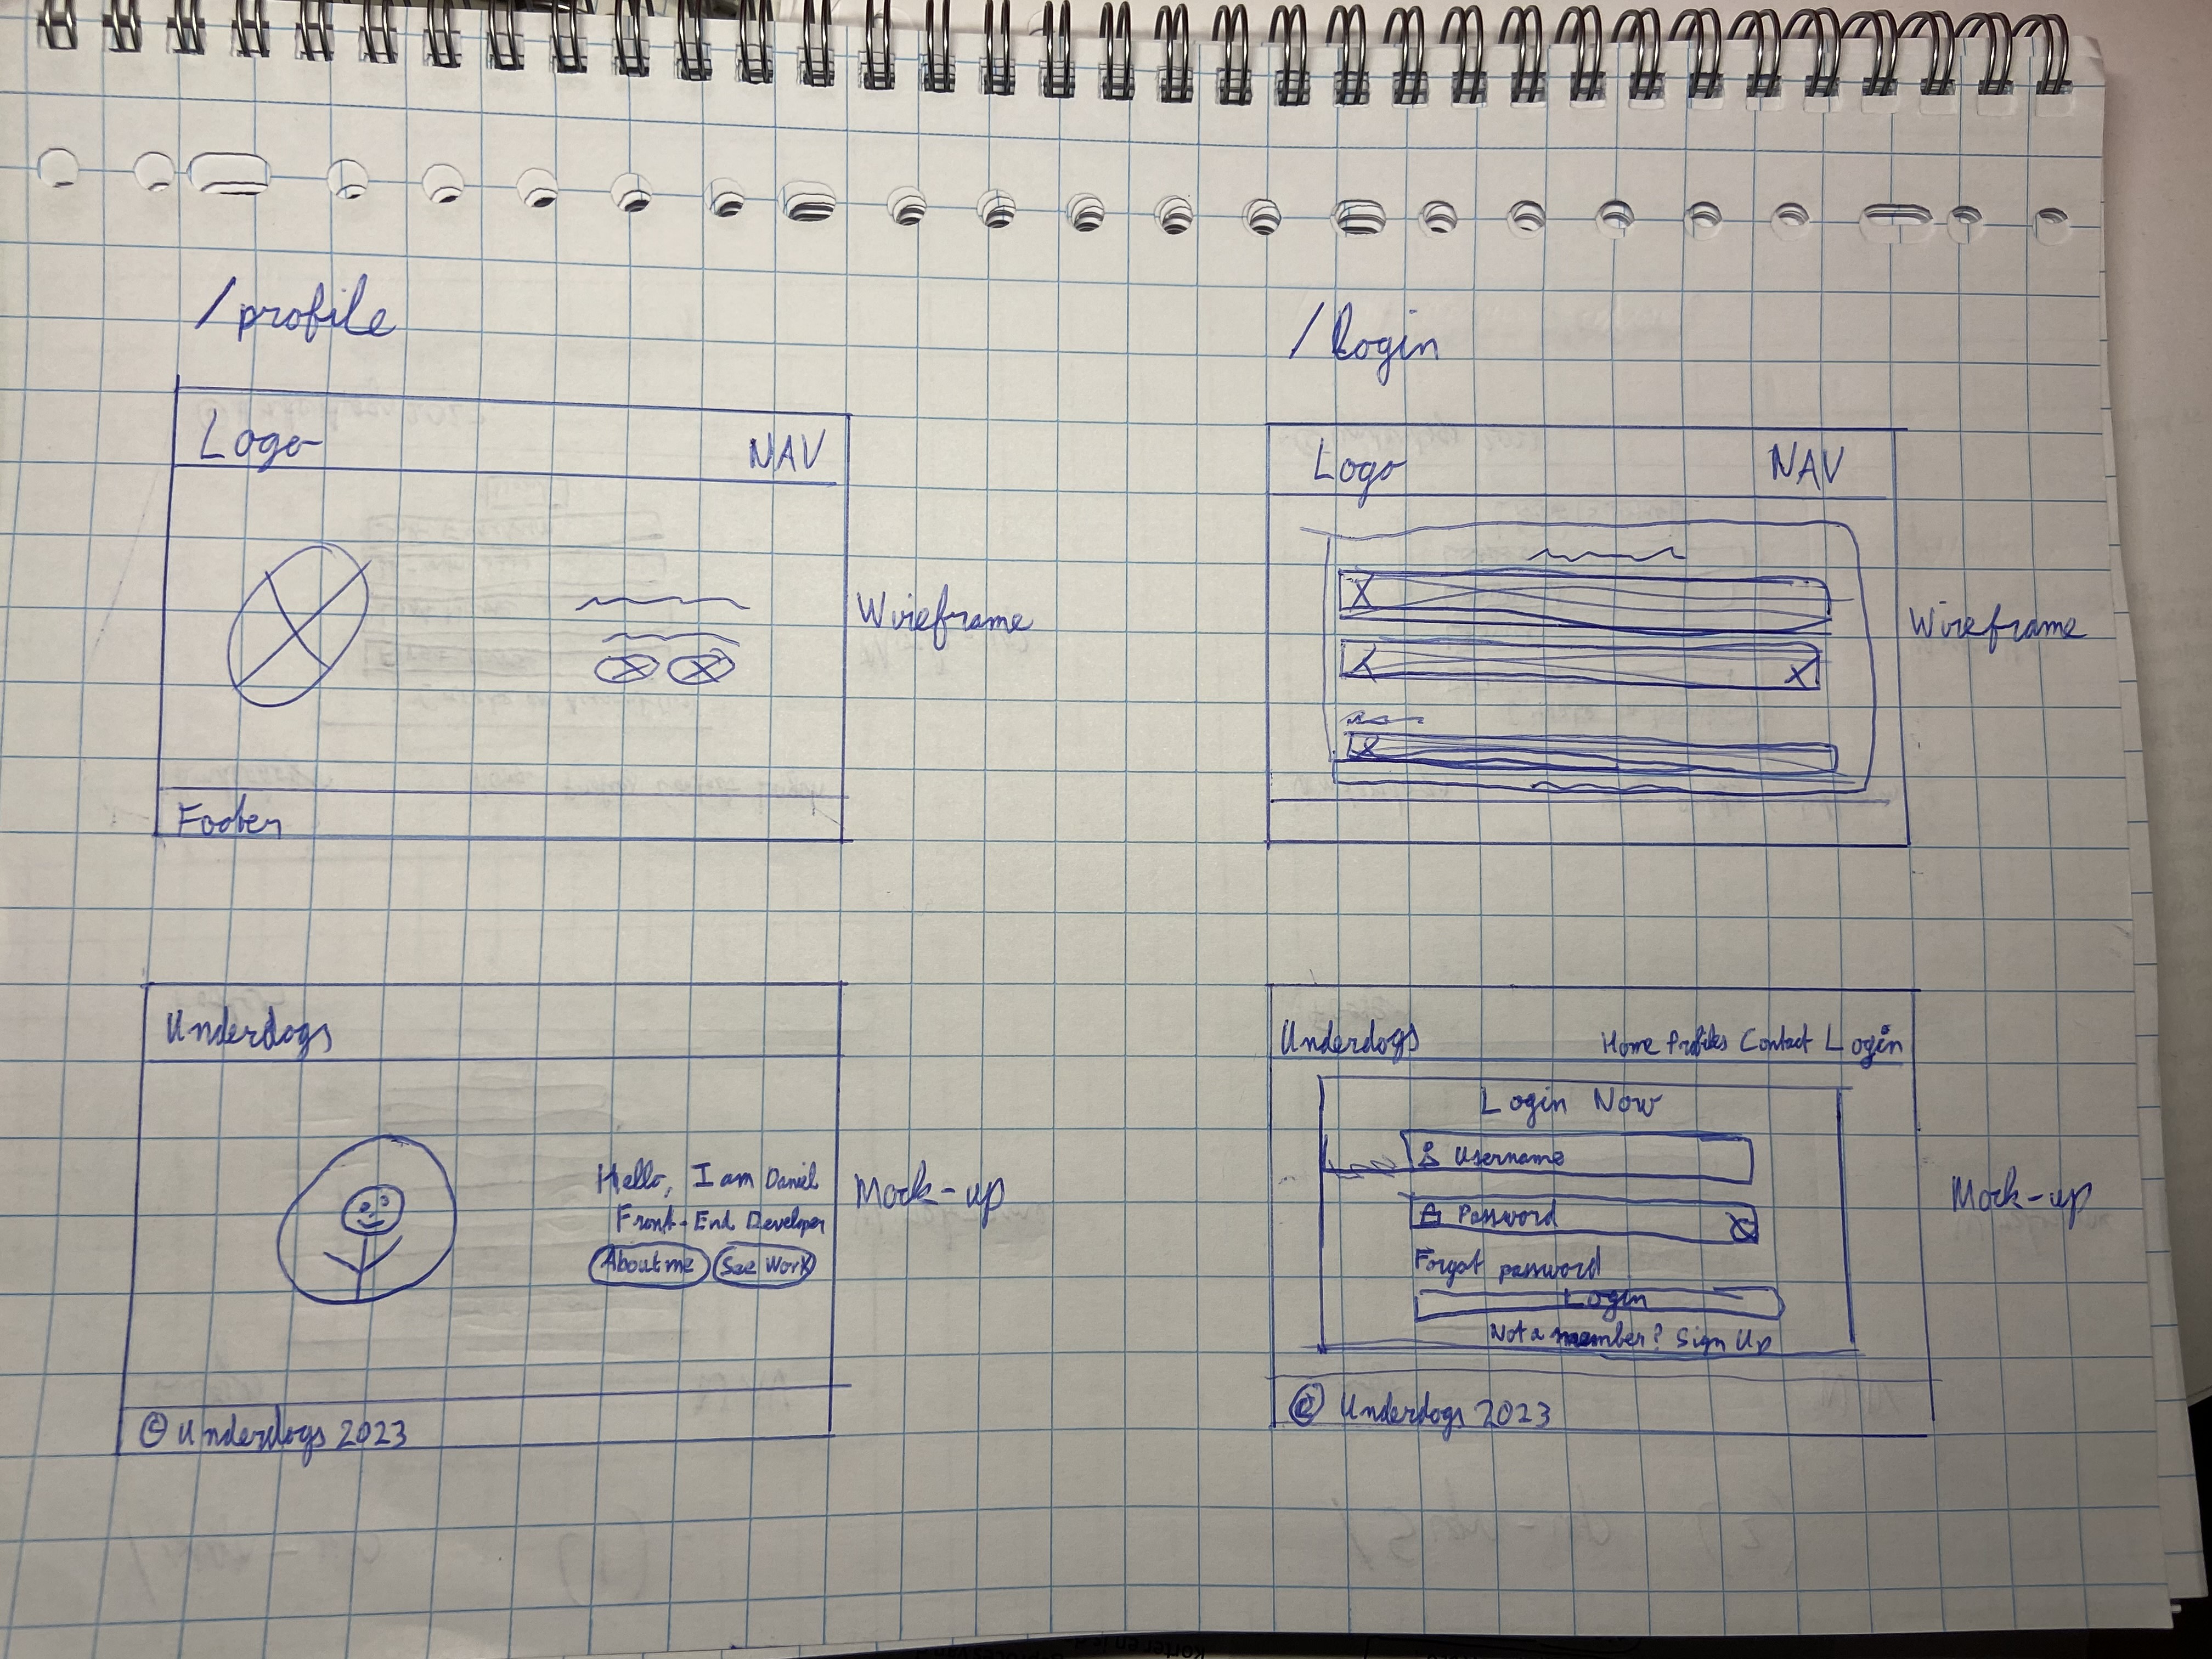 /profile
Logo
NAV
Wireframe
Footer
Underdogs
Hello, I am Daniel
Front-End Developer
About me
See Work
Mock-up
© Underdogs 2023
/login
Logo
NAV
Wireframe
Underdogs
Home Profiles Contact Login
Login Now
Username
Password
Forgot password
Login
Not a member? Sign Up
Mock-up
© Underdogs 2023